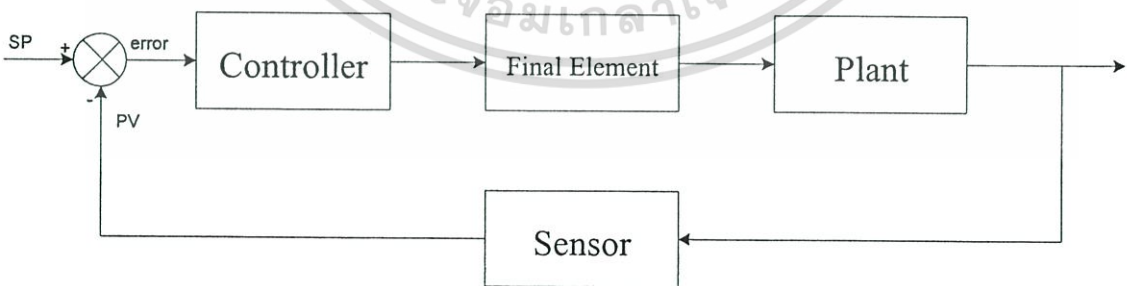 SP
+
error
-
PV
Controller
Final Element
Plant
Sensor